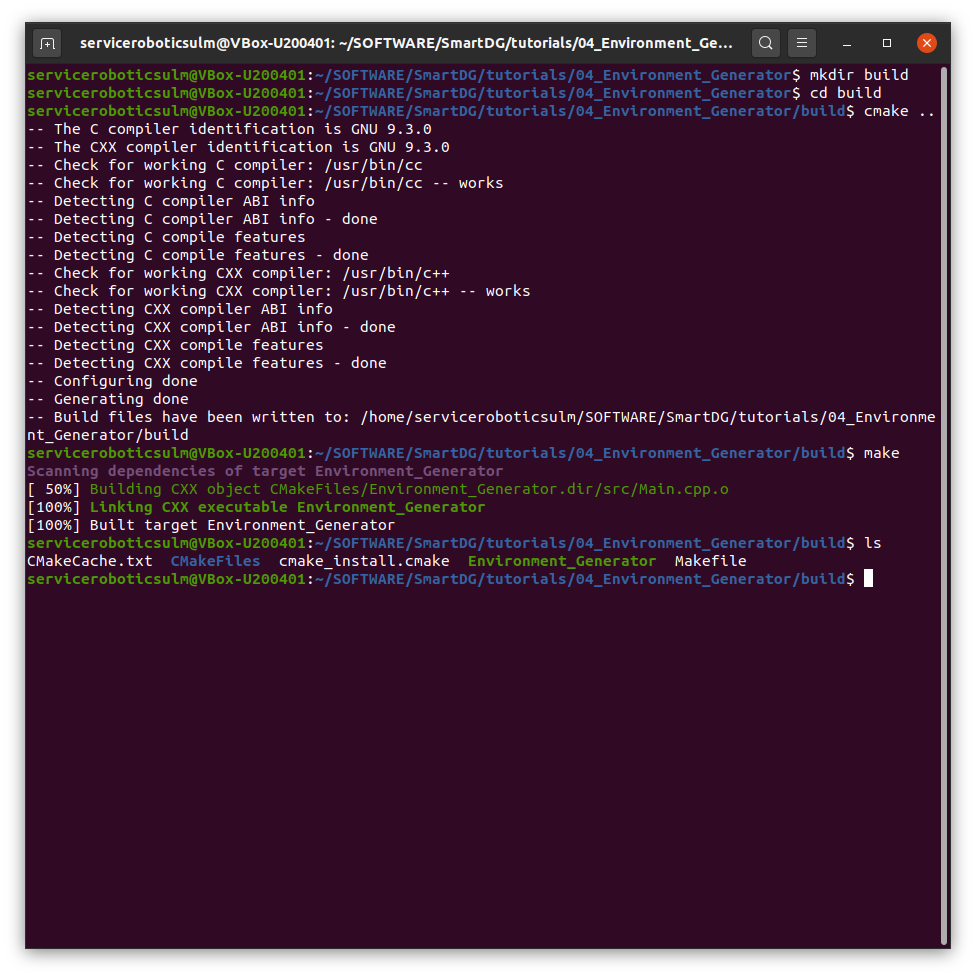 serviceroboticsulm@VBox-U200401: ~/SOFTWARE/SmartDG/tutorials/04_Environment_Ge...
serviceroboticsulm@VBox-U200401:~/SOFTWARE/SmartDG/tutorials/04_Environment_Generator$ mkdir build
serviceroboticsulm@VBox-U200401:~/SOFTWARE/SmartDG/tutorials/04_Environment_Generator$ cd build
serviceroboticsulm@VBox-U200401:~/SOFTWARE/SmartDG/tutorials/04_Environment_Generator/build$ cmake ..
-- The C compiler identification is GNU 9.3.0
-- The CXX compiler identification is GNU 9.3.0
-- Check for working C compiler: /usr/bin/cc
-- Check for working C compiler: /usr/bin/cc -- works
-- Detecting C compiler ABI info
-- Detecting C compiler ABI info - done
-- Detecting C compile features
-- Detecting C compile features - done
-- Check for working CXX compiler: /usr/bin/c++
-- Check for working CXX compiler: /usr/bin/c++ -- works
-- Detecting CXX compiler ABI info
-- Detecting CXX compiler ABI info - done
-- Detecting CXX compile features
-- Detecting CXX compile features - done
-- Configuring done
-- Generating done
-- Build files have been written to: /home/serviceroboticsulm/SOFTWARE/SmartDG/tutorials/04_Environme
nt_Generator/build
serviceroboticsulm@VBox-U200401:~/SOFTWARE/SmartDG/tutorials/04_Environment_Generator/build$ make
Scanning dependencies of target Environment_Generator
[ 50%] Building CXX object CMakeFiles/Environment_Generator.dir/src/Main.cpp.o
[100%] Linking CXX executable Environment_Generator
[100%] Built target Environment_Generator
serviceroboticsulm@VBox-U200401:~/SOFTWARE/SmartDG/tutorials/04_Environment_Generator/build$ ls
CMakeCache.txt  CMakeFiles  cmake_install.cmake  Environment_Generator  Makefile
serviceroboticsulm@VBox-U200401:~/SOFTWARE/SmartDG/tutorials/04_Environment_Generator/build$